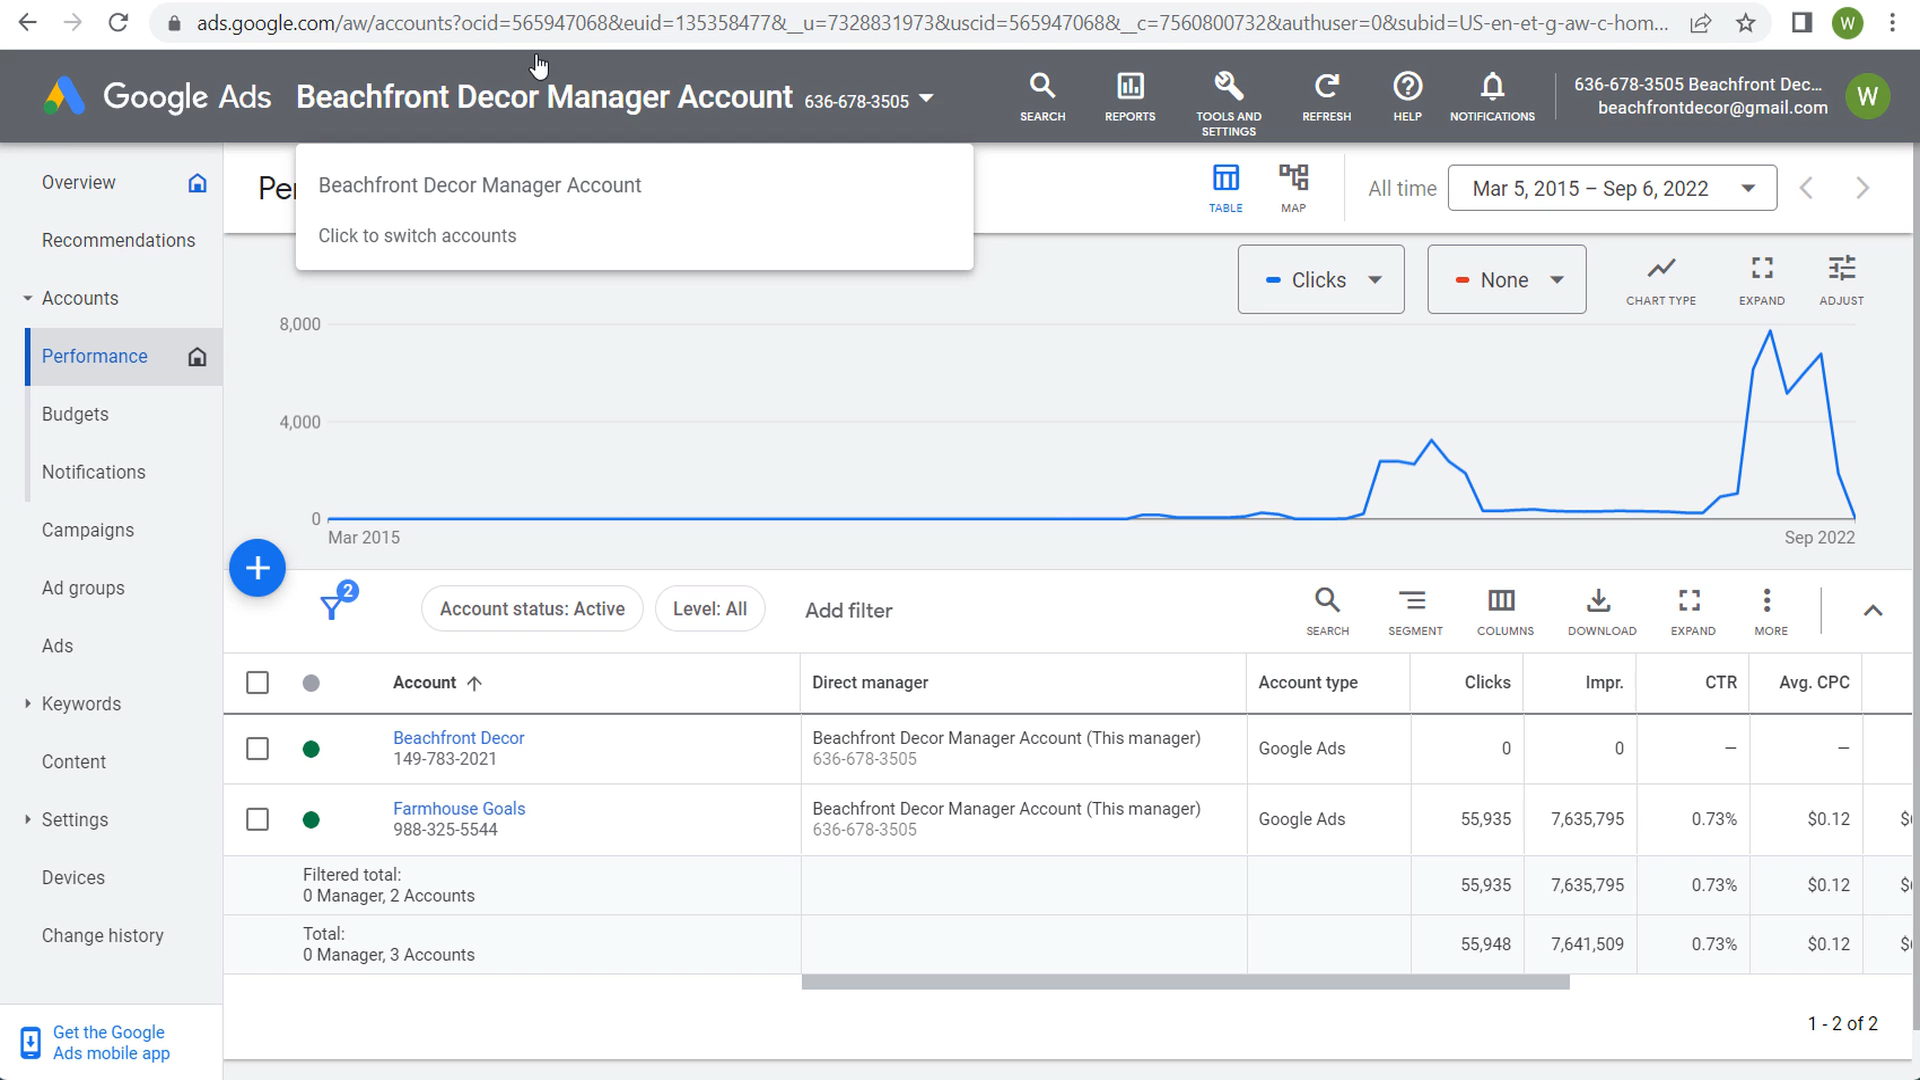 ads.google.com/aw/accounts?ocid=565947068&euid=135358477&__u=7328831973&uscid=565947068&__c=7560800732&authuser=0&subid=US-en-et-g-aw-c-hom...
W
Google Ads
Beachfront Decor Manager Account 636-678-3505
SEARCH
REPORTS
TOOLS AND
SETTINGS
REFRESH
HELP
NOTIFICATIONS
636-678-3505 Beachfront Dec...
beachfrontdecor@gmail.com
W
Overview
Recommendations
Accounts
Performance
Budgets
Notifications
Campaigns
Ad groups
Ads
Keywords
Content
Settings
Devices
Change history
Get the Google
Ads mobile app
Per
Beachfront Decor Manager Account
Click to switch accounts
TABLE
MAP
All time
Mar 5, 2015 – Sep 6, 2022
Clicks
None
CHART TYPE
EXPAND
ADJUST
8,000
4,000
0
Mar 2015
Sep 2022
2
Account status: Active
Level: All
Add filter
SEARCH
SEGMENT
COLUMNS
DOWNLOAD
EXPAND
MORE
Account Direct manager Account type Clicks Impr. CTR Avg. CPC
Beachfront Decor Beachfront Decor Manager Account (This manager) Google Ads 0 0 – –
149-783-2021 636-678-3505
Farmhouse Goals Beachfront Decor Manager Account (This manager) Google Ads 55,935 7,635,795 0.73% $0.12
988-325-5544 636-678-3505
Filtered total: 55,935 7,635,795 0.73% $0.12
0 Manager, 2 Accounts
Total: 55,948 7,641,509 0.73% $0.12
0 Manager, 3 Accounts
1 - 2 of 2